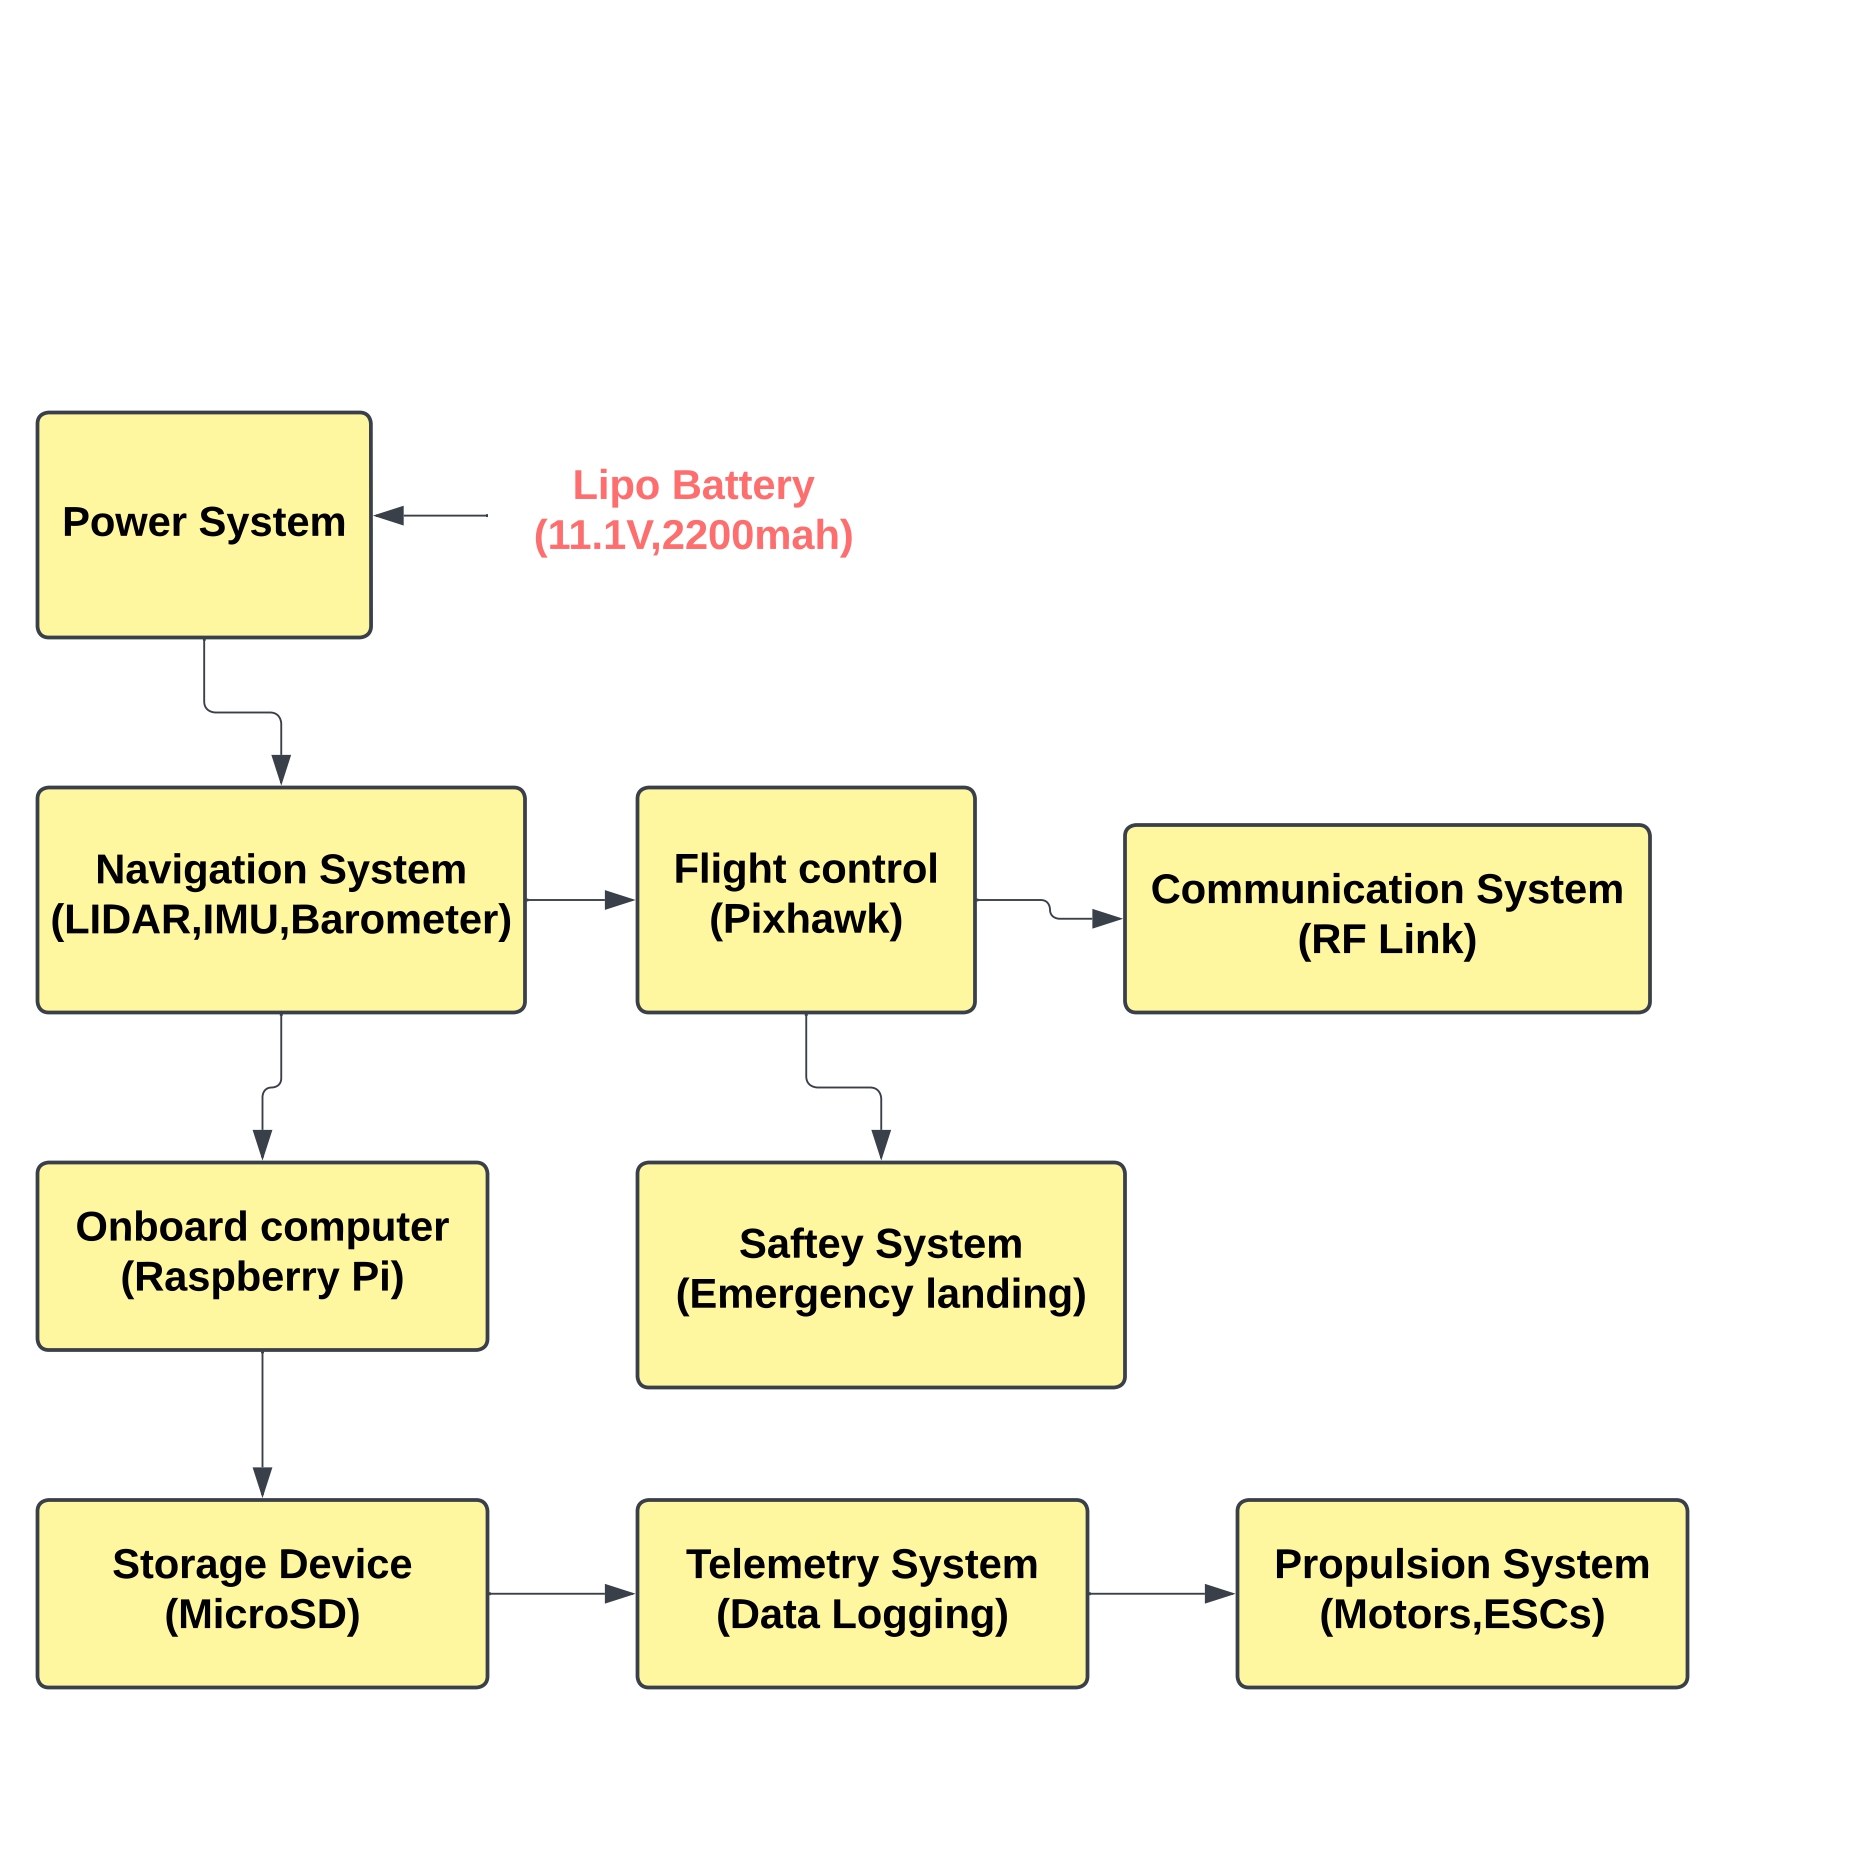 Power System
Lipo Battery
(11.1V,2200mah)
Navigation System
(LIDAR,IMU,Barometer)
Flight control
(Pixhawk)
Communication System
(RF Link)
Onboard computer
(Raspberry Pi)
Saftey System
(Emergency landing)
Storage Device
(MicroSD)
Telemetry System
(Data Logging)
Propulsion System
(Motors,ESCs)